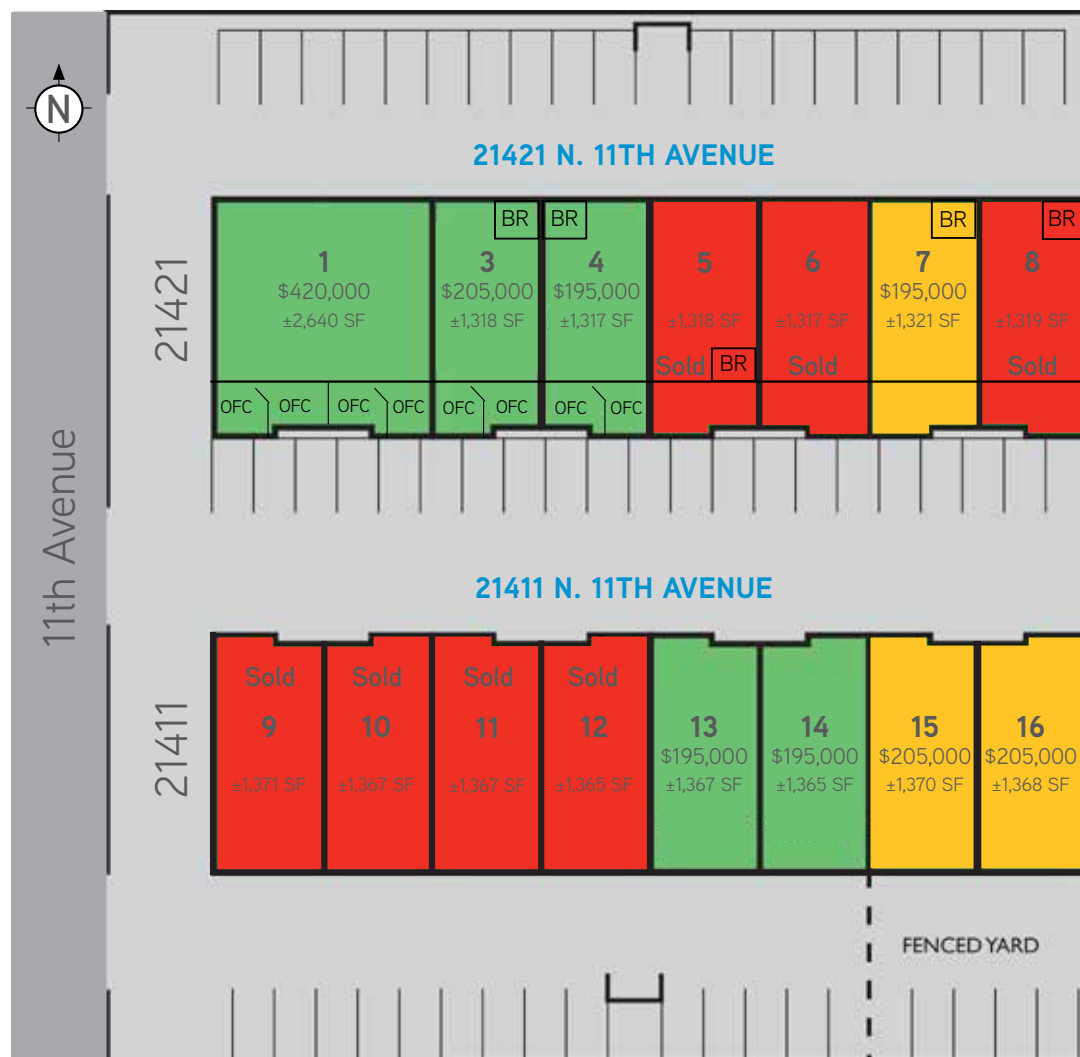 N
11th Avenue
21421 N. 11TH AVENUE
21421
BR
BR
BR
BR
1
$420,000
±2,640 SF
3
$205,000
±1,318 SF
4
$195,000
±1,317 SF
5
±1,318 SF
Sold
BR
6
±1,317 SF
Sold
7
$195,000
±1,321 SF
8
±1,319 SF
Sold
OFC
OFC
OFC
OFC
OFC
OFC
OFC
OFC
21411 N. 11TH AVENUE
21411
Sold
9
±1,371 SF
Sold
10
±1,367 SF
Sold
11
±1,367 SF
Sold
12
±1,365 SF
13
$195,000
±1,367 SF
14
$195,000
±1,365 SF
15
$205,000
±1,370 SF
16
$205,000
±1,368 SF
FENCED YARD